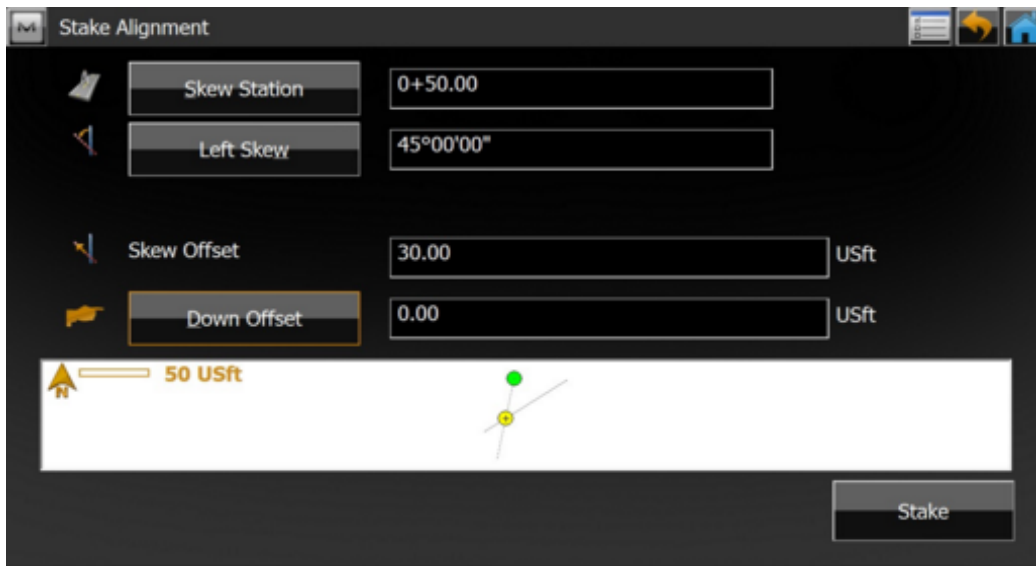 Stake Alignment
Skew Station 0+50.00
Left Skew 45°00'00"
Skew Offset 30.00 USft
Down Offset 0.00 USft
50 USft
N
Stake